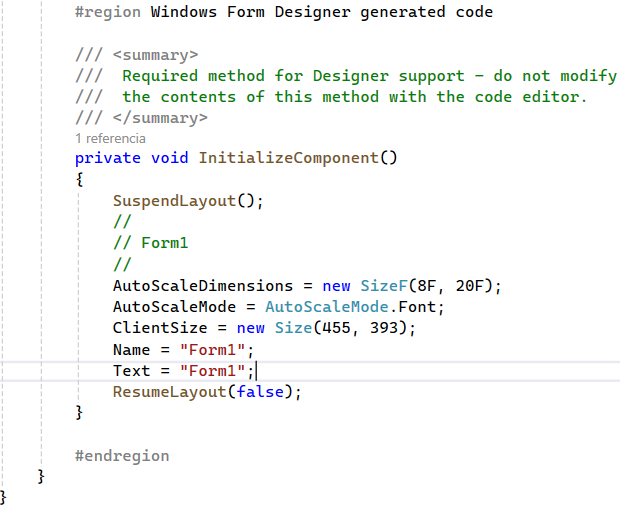 #region Windows Form Designer generated code
/// <summary>
///  Required method for Designer support - do not modify
///  the contents of this method with the code editor.
/// </summary>
1 referencia
private void InitializeComponent()
{
SuspendLayout();
//
// Form1
//
AutoScaleDimensions = new SizeF(8F, 20F);
AutoScaleMode = AutoScaleMode.Font;
ClientSize = new Size(455, 393);
Name = "Form1";
Text = "Form1";
ResumeLayout(false);
}
#endregion
}
}